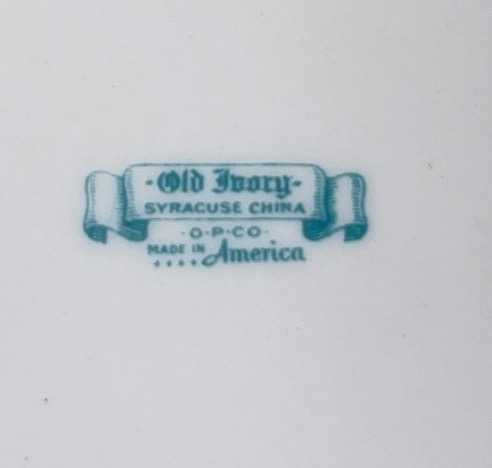 ·Old Ivory·
SYRACUSE CHINA
·O·P·CO·
MADE IN America